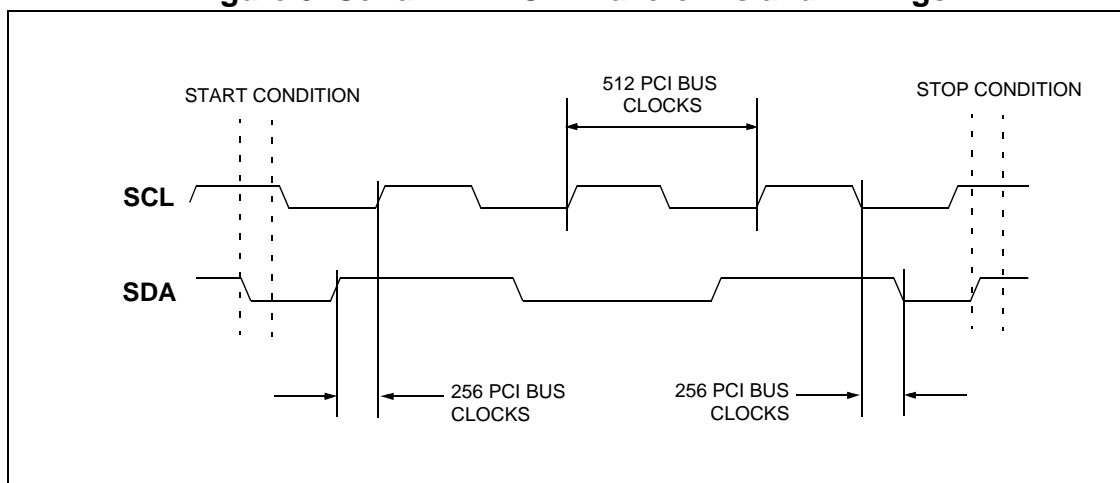 START CONDITION
512 PCI BUS
CLOCKS
STOP CONDITION
SCL
SDA
256 PCI BUS
CLOCKS
256 PCI BUS
CLOCKS